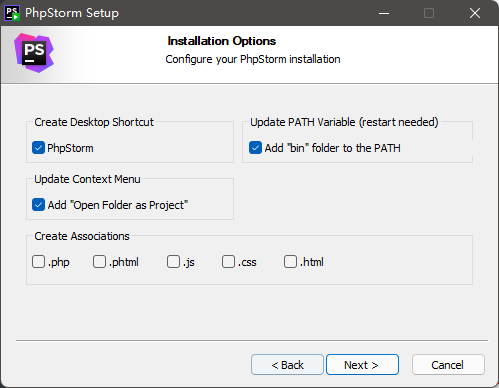 PhpStorm Setup
PS
Installation Options
Configure your PhpStorm installation
Create Desktop Shortcut
PhpStorm
Update PATH Variable (restart needed)
Add "bin" folder to the PATH
Update Context Menu
Add "Open Folder as Project"
Create Associations
.php .phtml .js .css .html
< Back Next > Cancel